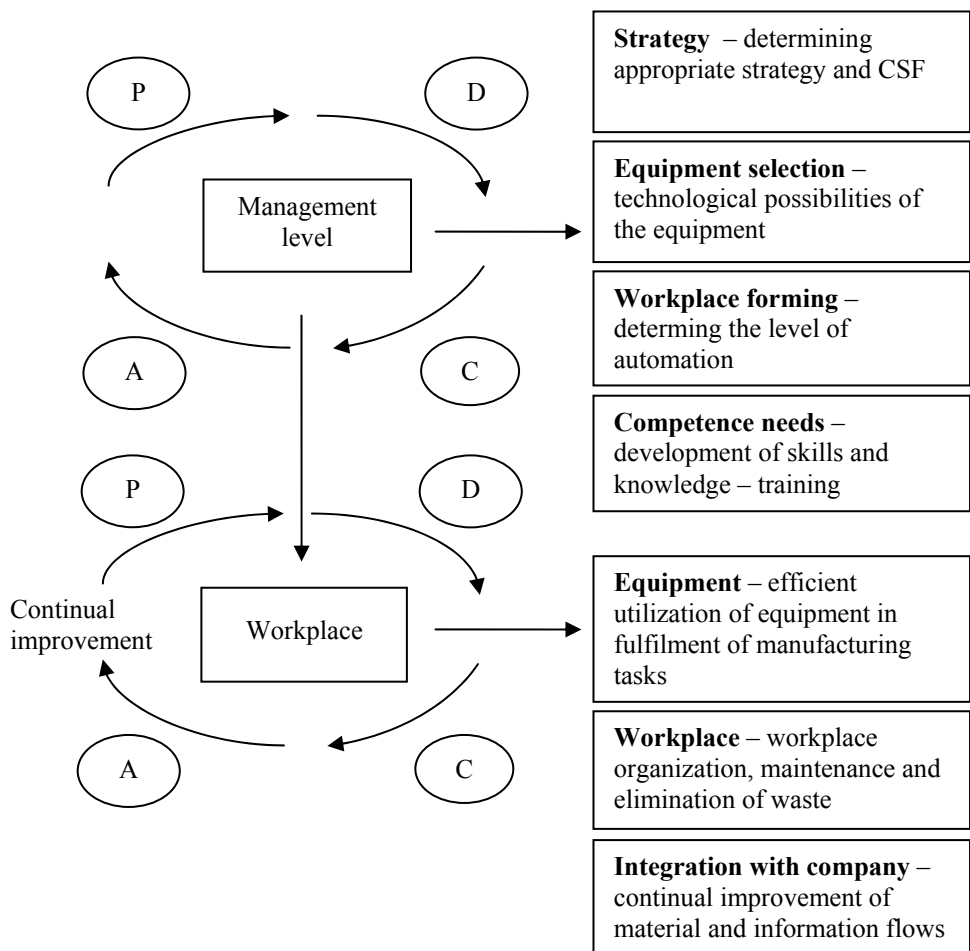 P
D
Management
level
A
C
Strategy – determining
appropriate strategy and CSF
Equipment selection –
technological possibilities of
the equipment
Workplace forming –
determing the level of
automation
Competence needs –
development of skills and
knowledge – training
P
D
Continual
improvement
Workplace
A
C
Equipment – efficient
utilization of equipment in
fulfilment of manufacturing
tasks
Workplace – workplace
organization, maintenance and
elimination of waste
Integration with company –
continual improvement of
material and information flows